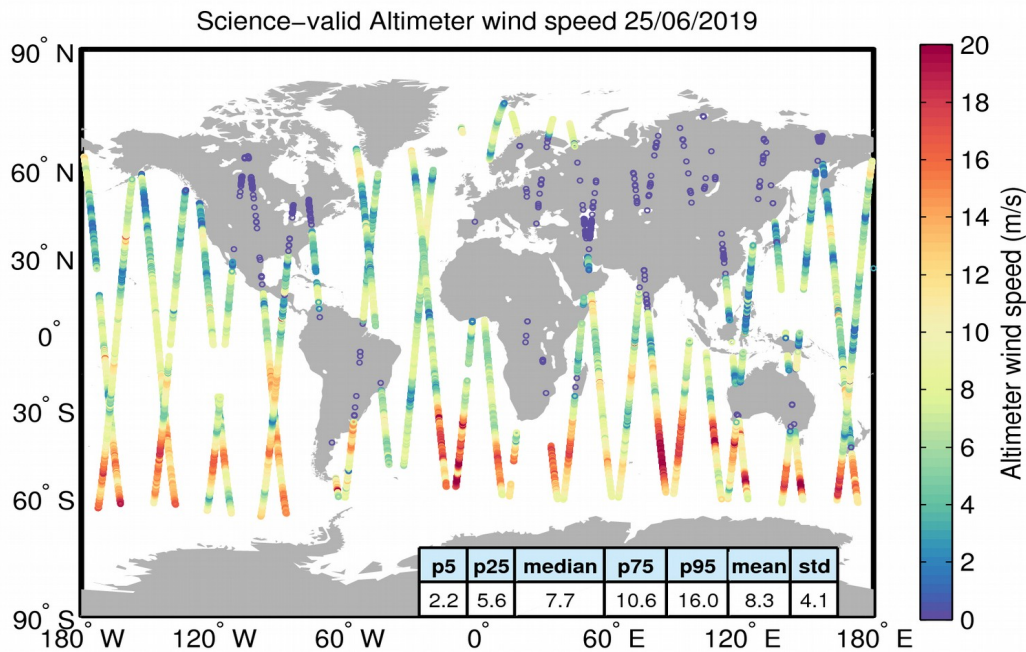 Science−valid Altimeter wind speed 25/06/2019
90° N
60° N
30° N
0°
30° S
60° S
90° S
180° W
120° W
60° W
0°
60° E
120° E
180° E
p5 p25 median p75 p95 mean std
2.2 5.6 7.7 10.6 16.0 8.3 4.1
20
18
16
14
12
10
8
6
4
2
0
Altimeter wind speed (m/s)